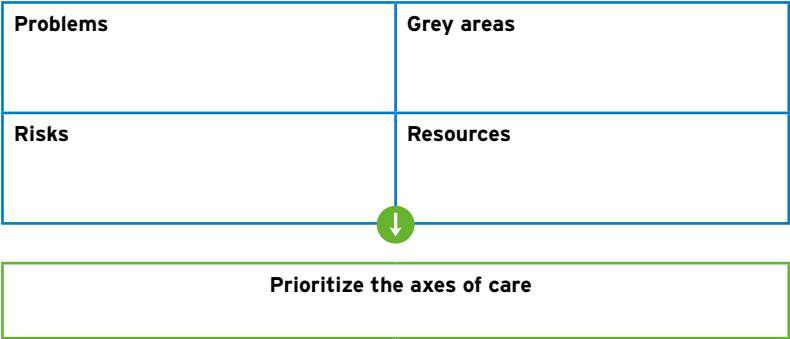 Problems
Grey areas
Risks
Resources
Prioritize the axes of care